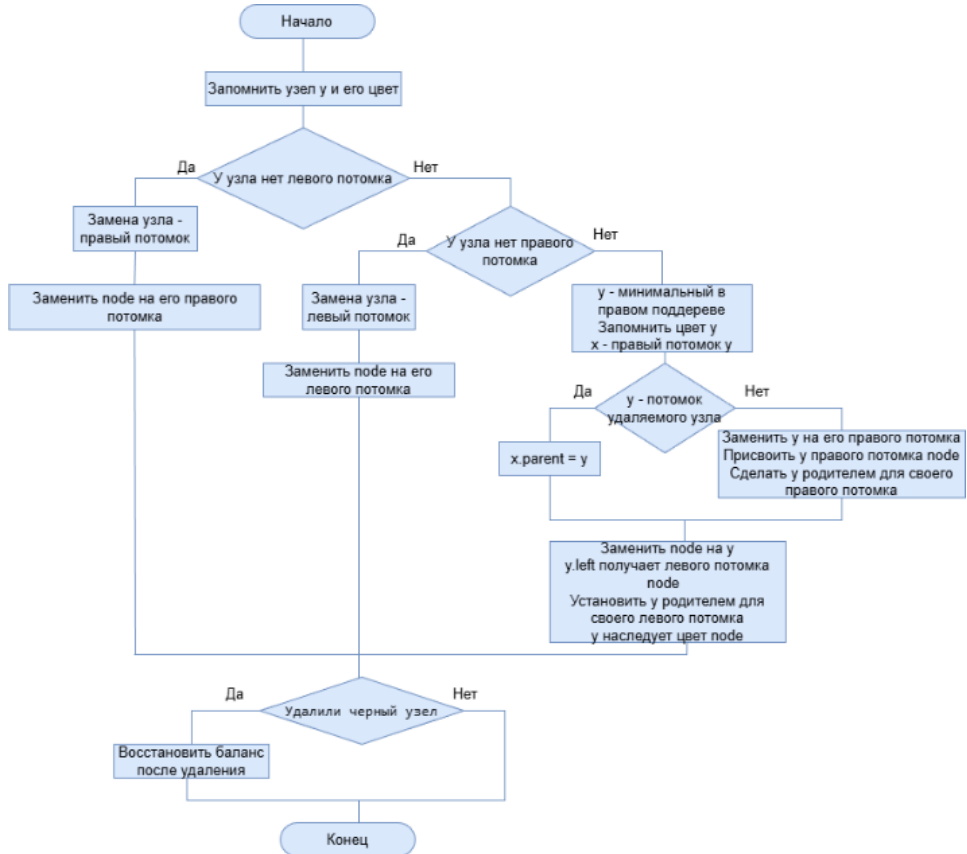 Начало
Запомнить узел y и его цвет
Да
Нет
У узла нет левого потомка
Замена узла -
правый потомок
Да
Нет
У узла нет правого
потомка
Заменить node на его правого
потомка
Замена узла -
левый потомок
y - минимальный в
правом поддереве
Запомнить цвет y
x - правый потомок y
Заменить node на его
левого потомка
Да
Нет
y - потомок
удаляемого узла
x.parent = y
Заменить y на его правого потомка
Присвоить y правого потомка node
Сделать y родителем для своего
правого потомка
Заменить node на y
y.left получает левого потомка
node
Установить y родителем для
своего левого потомка
y наследует цвет node
Да
Нет
Удалили черный узел
Восстановить баланс
после удаления
Конец